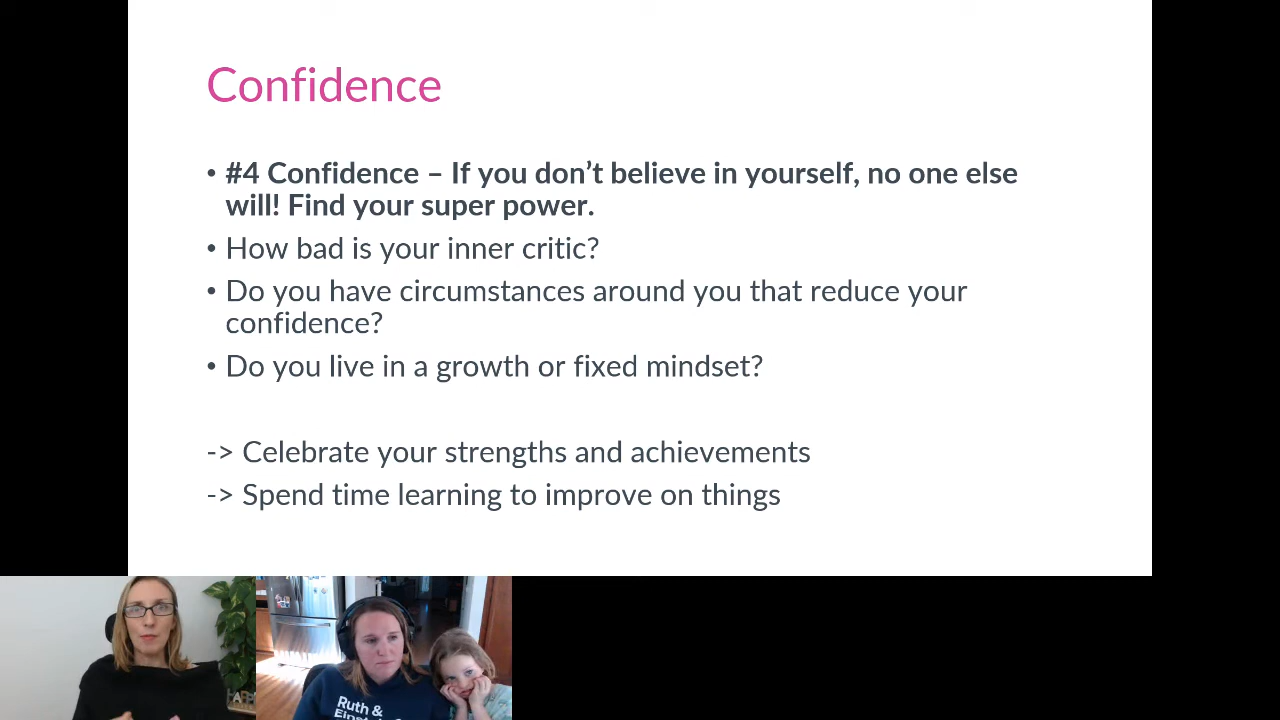 Confidence
• #4 Confidence – If you don’t believe in yourself, no one else
will! Find your super power.
• How bad is your inner critic?
• Do you have circumstances around you that reduce your
confidence?
• Do you live in a growth or fixed mindset?
-> Celebrate your strengths and achievements
-> Spend time learning to improve on things
Ruth &